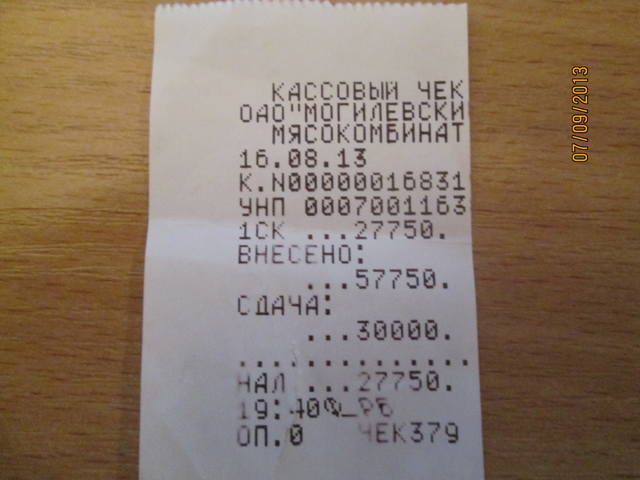 КАССОВЫЙ ЧЕК
ОАО"МОГИЛЕВСКИ
МЯСОКОМБИНАТ
16.08.13
К.N00000016831
УНП 0007001163
1СК ...27750.
ВНЕСЕНО:
...57750.
СДАЧА:
...30000.
..............
НАЛ ...27750.
ОП.0 ЧЕК379
07/09/2013